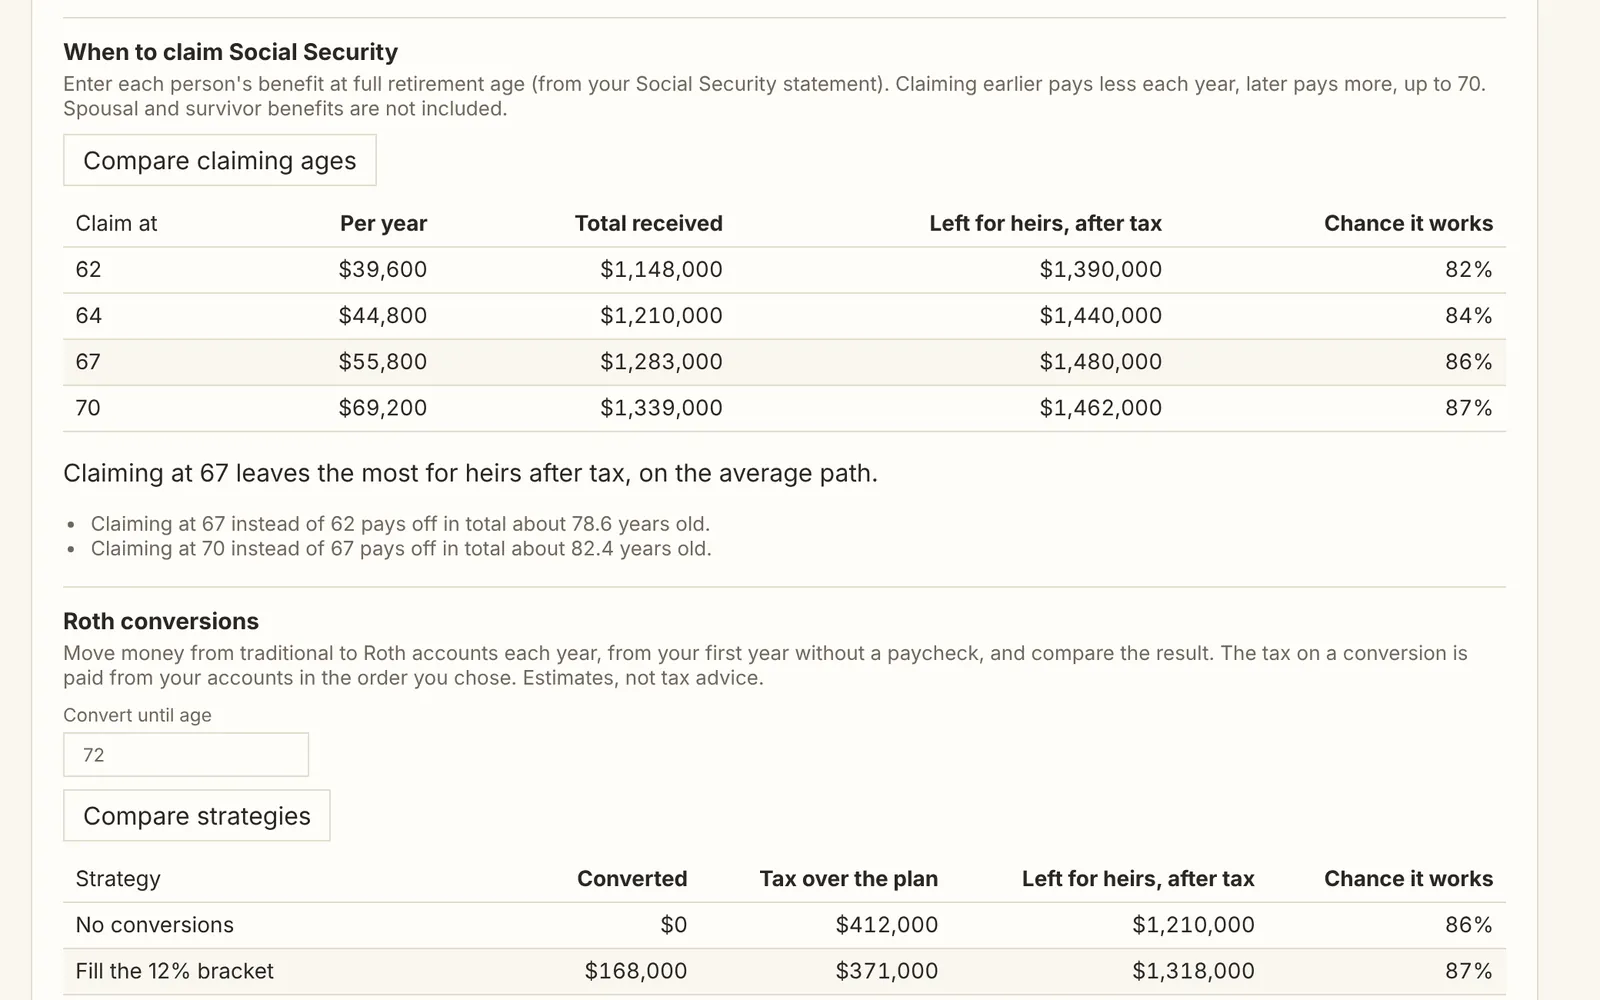 When to claim Social Security
Enter each person's benefit at full retirement age (from your Social Security statement). Claiming earlier pays less each year, later pays more, up to 70.
Spousal and survivor benefits are not included.
Compare claiming ages
Claim at Per year Total received Left for heirs, after tax Chance it works
62 $39,600 $1,148,000 $1,390,000 82%
64 $44,800 $1,210,000 $1,440,000 84%
67 $55,800 $1,283,000 $1,480,000 86%
70 $69,200 $1,339,000 $1,462,000 87%
Claiming at 67 leaves the most for heirs after tax, on the average path.
• Claiming at 67 instead of 62 pays off in total about 78.6 years old.
• Claiming at 70 instead of 67 pays off in total about 82.4 years old.
Roth conversions
Move money from traditional to Roth accounts each year, from your first year without a paycheck, and compare the result. The tax on a conversion is
paid from your accounts in the order you chose. Estimates, not tax advice.
Convert until age
72
Compare strategies
Strategy Converted Tax over the plan Left for heirs, after tax Chance it works
No conversions $0 $412,000 $1,210,000 86%
Fill the 12% bracket $168,000 $371,000 $1,318,000 87%